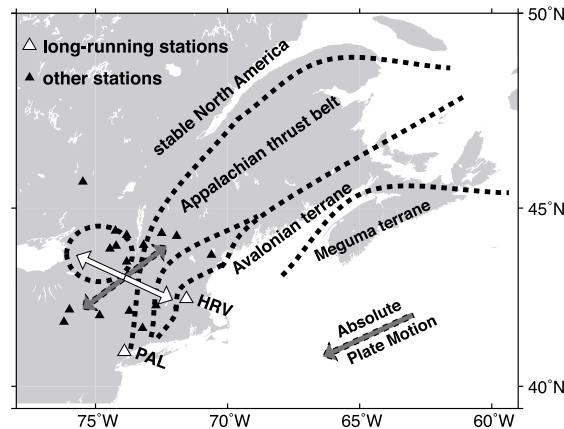 50˚N
long-running stations
other stations
stable North America
Appalachian thrust belt
45˚N
Avalonian terrane
Meguma terrane
HRV
Absolute
Plate Motion
PAL
40˚N
75˚W 70˚W 65˚W 60˚W